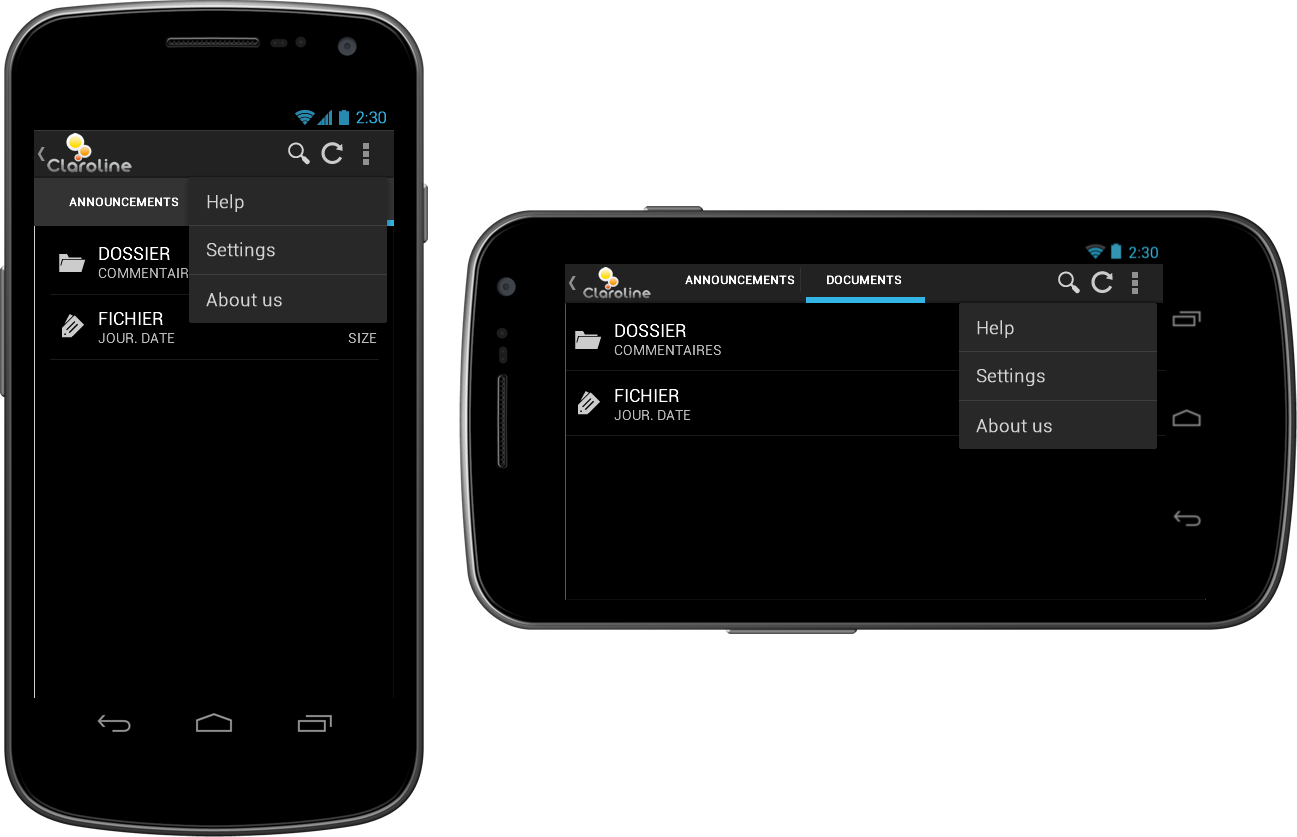 2:30
Claroline
ANNOUNCEMENTS
Help
Settings
About us
DOSSIER
COMMENTAIR
FICHIER
JOUR. DATE
SIZE
2:30
Claroline
ANNOUNCEMENTS
DOCUMENTS
Help
Settings
About us
DOSSIER
COMMENTAIRES
FICHIER
JOUR. DATE